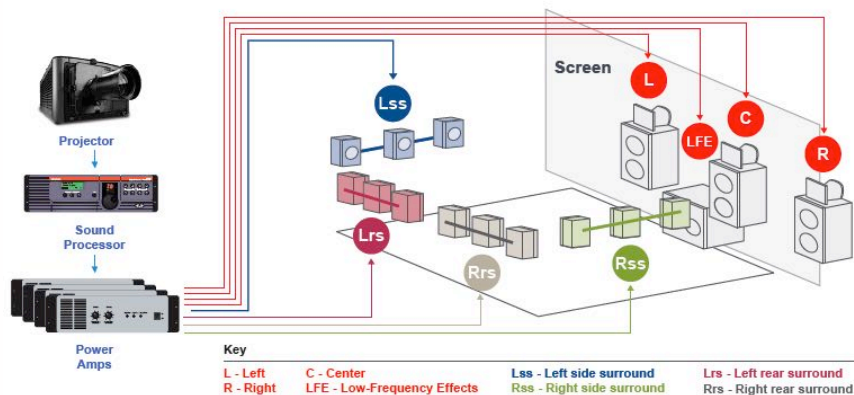 Projector
Sound
Processor
Power
Amps
Screen
Lss
L
C
LFE
R
Lrs
Rrs
Rss
Key
L - Left
C - Center
Lss - Left side surround
Lrs - Left rear surround
R - Right
LFE - Low-Frequency Effects
Rss - Right side surround
Rrs - Right rear surround